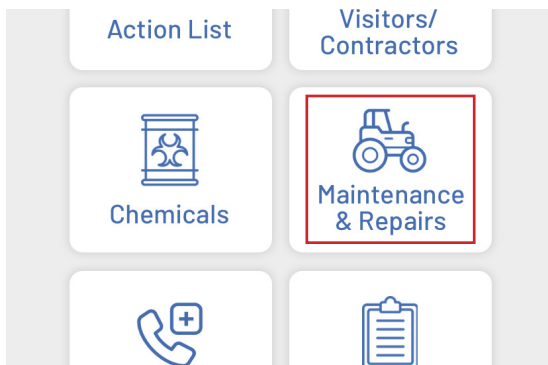 Action List
Visitors/
Contractors
Chemicals
Maintenance
& Repairs